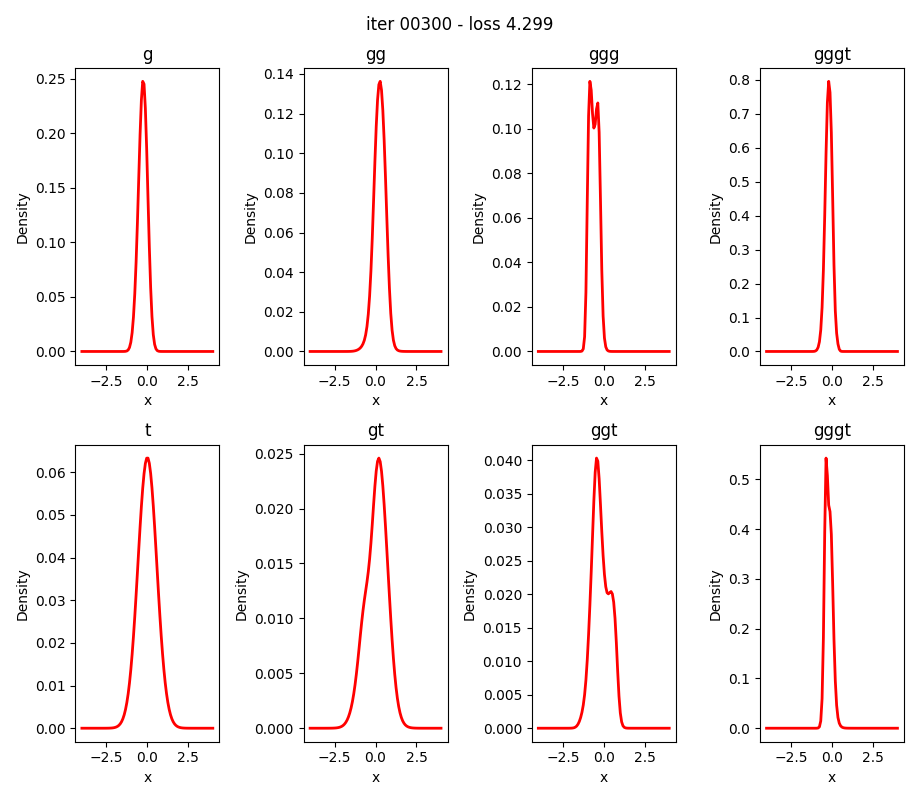 iter 00300 - loss 4.299
g
gg
ggg
gggt
0.25
0.20
0.15
0.10
0.05
0.00
Density
−2.5 0.0 2.5
x
0.14
0.12
0.10
0.08
0.06
0.04
0.02
0.00
Density
−2.5 0.0 2.5
x
0.12
0.10
0.08
0.06
0.04
0.02
0.00
Density
−2.5 0.0 2.5
x
0.8
0.7
0.6
0.5
0.4
0.3
0.2
0.1
0.0
Density
−2.5 0.0 2.5
x
t
gt
ggt
gggt
0.06
0.05
0.04
0.03
0.02
0.01
0.00
Density
−2.5 0.0 2.5
x
0.025
0.020
0.015
0.010
0.005
0.000
Density
−2.5 0.0 2.5
x
0.040
0.035
0.030
0.025
0.020
0.015
0.010
0.005
0.000
Density
−2.5 0.0 2.5
x
0.5
0.4
0.3
0.2
0.1
0.0
Density
−2.5 0.0 2.5
x